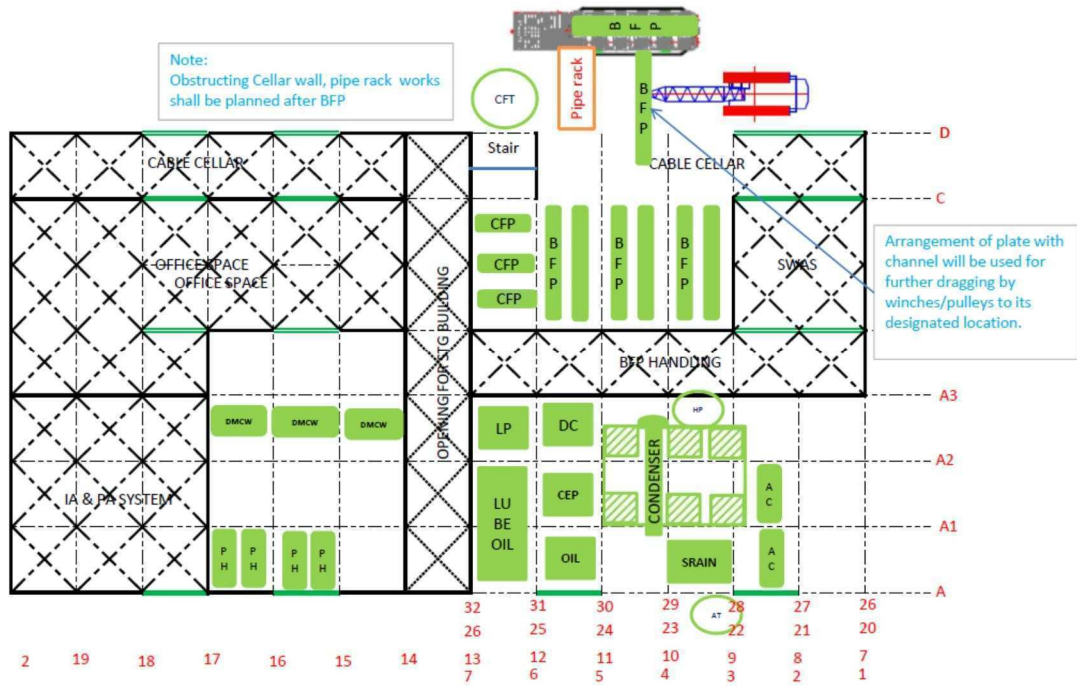 B F P
Note:
Obstructing Cellar wall, pipe rack works
shall be planned after BFP
CFT
Pipe rack
B F P
D
CABLE CELLAR
Stair
CABLE CELLAR
C
CFP
CFP
CFP
B F P
B F P
B F P
OFFICE SPACE
OFFICE SPACE
SWAS
Arrangement of plate with
channel will be used for
further dragging by
winches/pulleys to its
designated location.
OPENING FOR STG BUILDING
BFP HANDLING
A3
DMCW
DMCW
DMCW
LP
DC
HP
CONDENSER
A2
IA & PA SYSTEM
LU
BE
OIL
CEP
A C
A1
P H
P H
P H
P H
OIL
SRAIN
A C
A
32 31 30 29 28 27 26
AT
26 25 24 23 22 21 20
2 19 18 17 16 15 14 13 12 11 10 9 8 7
7 6 5 4 3 2 1